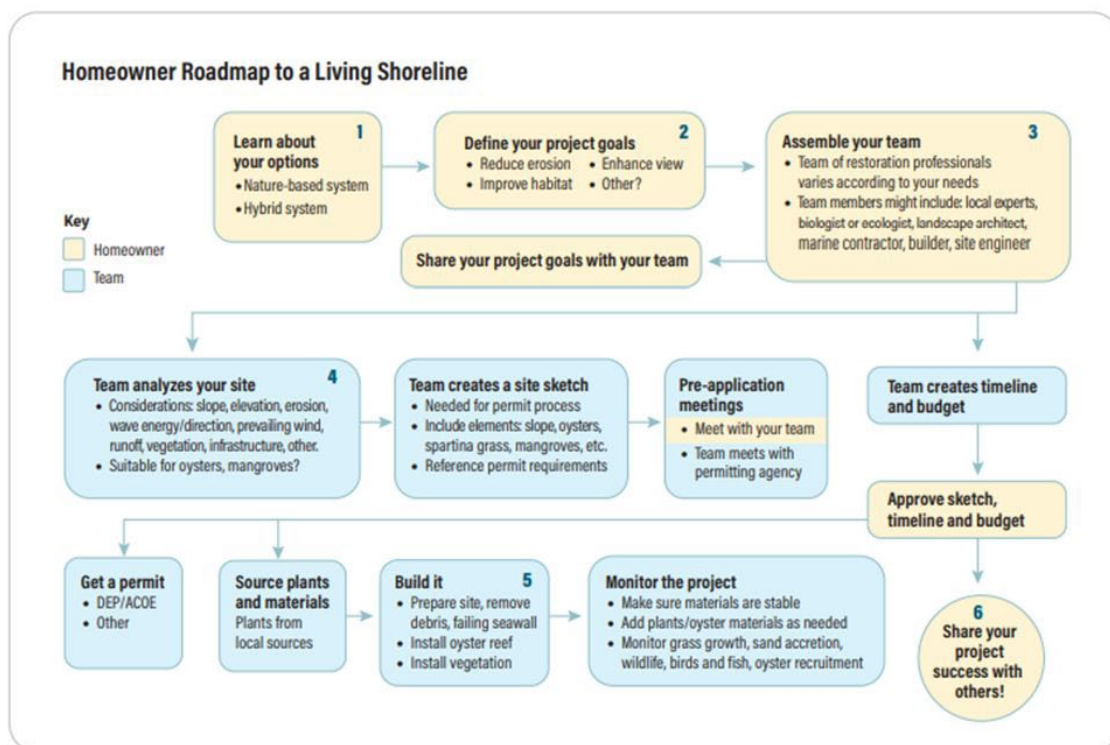 Homeowner Roadmap to a Living Shoreline
Key
Homeowner
Team
1
Learn about
your options
• Nature-based system
• Hybrid system
2
Define your project goals
• Reduce erosion • Enhance view
• Improve habitat • Other?
3
Assemble your team
• Team of restoration professionals
varies according to your needs
• Team members might include: local experts,
biologist or ecologist, landscape architect,
marine contractor, builder, site engineer
Share your project goals with your team
4
Team analyzes your site
• Considerations: slope, elevation, erosion,
wave energy/direction, prevailing wind,
runoff, vegetation, infrastructure, other.
• Suitable for oysters, mangroves?
Team creates a site sketch
• Needed for permit process
• Include elements: slope, oysters,
spartina grass, mangroves, etc.
• Reference permit requirements
Pre-application
meetings
• Meet with your team
• Team meets with
permitting agency
Team creates timeline
and budget
Approve sketch,
timeline and budget
Get a permit
• DEP/ACOE
• Other
Source plants
and materials
Plants from
local sources
5
Build it
• Prepare site, remove
debris, failing seawall
• Install oyster reef
• Install vegetation
Monitor the project
• Make sure materials are stable
• Add plants/oyster materials as needed
• Monitor grass growth, sand accretion,
wildlife, birds and fish, oyster recruitment
6
Share your
project
success with
others!